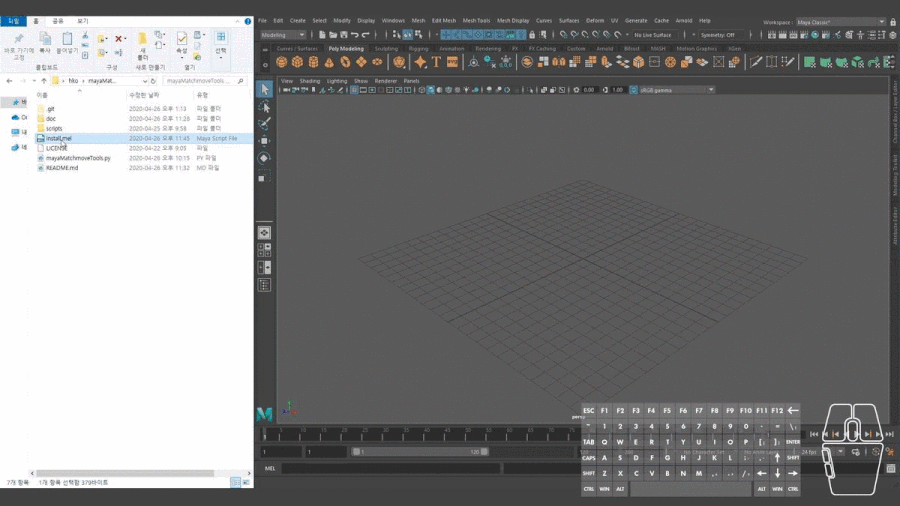 파일 홈 공유 보기
바로 가기에
고정
새
폴더
속성
선택
클립보드 구성 새로 만들기 열기
hko > mayaMat...
mayaMatchmoveTools ...
이름 수정한 날짜 유형
.git 2020-04-26 오후 1:13 파일 폴더
doc 2020-04-26 오후 11:26 파일 폴더
scripts 2020-04-25 오후 9:58 파일 폴더
install.mel 2020-04-26 오후 11:45 Maya Script File
LICENSE 2020-04-22 오후 9:05 파일
mayaMatchmoveTools.py 2020-04-26 오후 10:15 PY 파일
README.md 2020-04-26 오후 11:32 MD 파일
7개 항목 1개 항목 선택함 379바이트
File Edit Create Select Modify Display Windows Mesh Edit Mesh Mesh Tools Mesh Display Curves Surfaces Deform UV Generate Cache Arnold Help Workspace : Maya Classic*
Modeling No Live Surface Symmetry: Off
Curves / Surfaces Poly Modeling Sculpting Rigging Animation Rendering FX FX Caching Custom Arnold Bifrost MASH Motion Graphics XGen
View Shading Lighting Show Renderer Panels
0.00 1.00 sRGB gamma
Channel Box / Layer Editor
Modeling Toolkit
Attribute Editor
persp
1 1 1 120
24 fps
MEL
ESC F1 F2 F3 F4 F5 F6 F7 F8 F9 F10 F11 F12
1 2 3 4 5 6 7 8 9 0 - = \
TAB Q W E R T Y U I O P [ ] ENTER
CAPS A S D F G H J K L ; SHIFT
SHIFT Z X C V B N M
CTRL WIN ALT ALT WIN CTRL